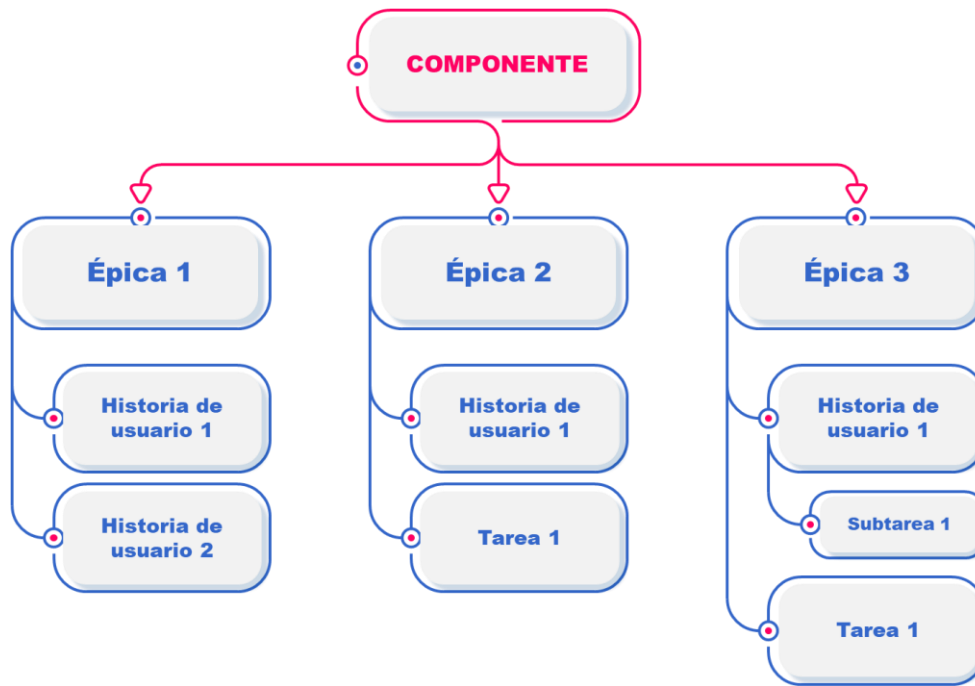 COMPONENTE
Épica 1
Épica 2
Épica 3
Historia de
usuario 1
Historia de
usuario 1
Historia de
usuario 1
Historia de
usuario 2
Tarea 1
Subtarea 1
Tarea 1